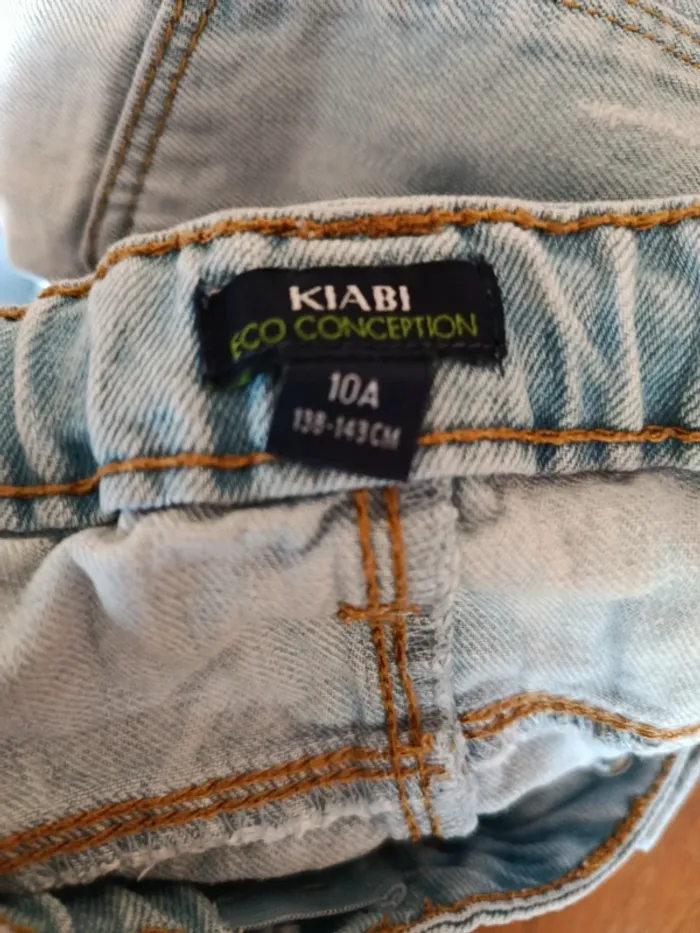 KIABI
ECO CONCEPTION
10A
138-143CM